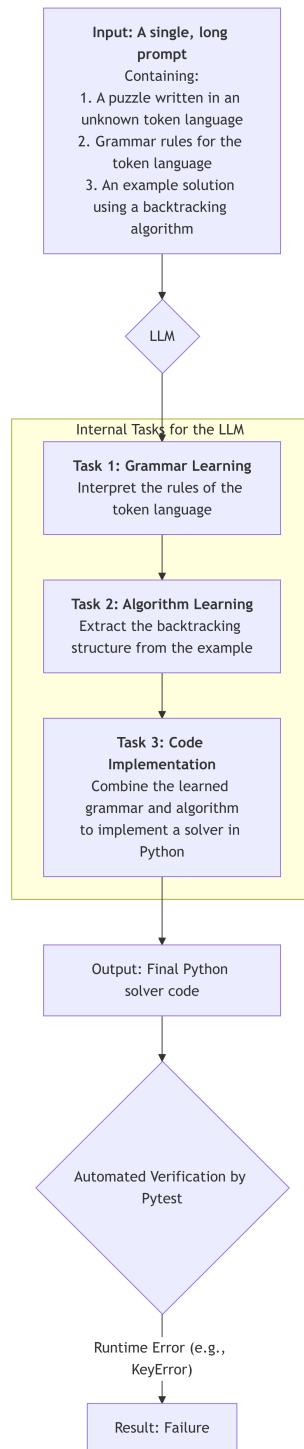 Input: A single, long
prompt
Containing:
1. A puzzle written in an
unknown token language
2. Grammar rules for the
token language
3. An example solution
using a backtracking
algorithm
LLM
Internal Tasks for the LLM
Task 1: Grammar Learning
Interpret the rules of the
token language
Task 2: Algorithm Learning
Extract the backtracking
structure from the example
Task 3: Code
Implementation
Combine the learned
grammar and algorithm
to implement a solver in
Python
Output: Final Python
solver code
Automated Verification by
Pytest
Runtime Error (e.g.,
KeyError)
Result: Failure